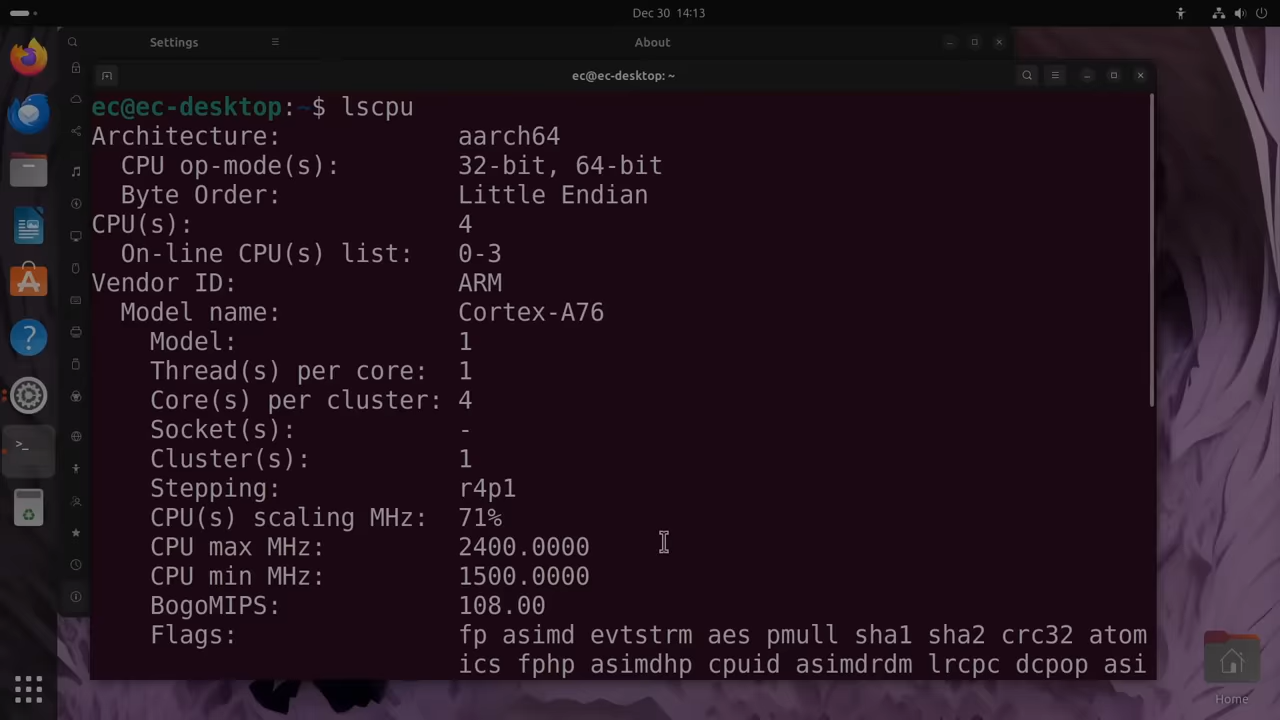 Dec 30 14:13
Settings
About
ec@ec-desktop: ~
ec@ec-desktop:~$ lscpu
Architecture: aarch64
CPU op-mode(s): 32-bit, 64-bit
Byte Order: Little Endian
CPU(s): 4
On-line CPU(s) list: 0-3
Vendor ID: ARM
Model name: Cortex-A76
Model: 1
Thread(s) per core: 1
Core(s) per cluster: 4
Socket(s): -
Cluster(s): 1
Stepping: r4p1
CPU(s) scaling MHz: 71%
CPU max MHz: 2400.0000
CPU min MHz: 1500.0000
BogoMIPS: 108.00
Flags: fp asimd evtstrm aes pmull sha1 sha2 crc32 atom
ics fphp asimdhp cpuid asimdrdm lrcpc dcpop asi
Home